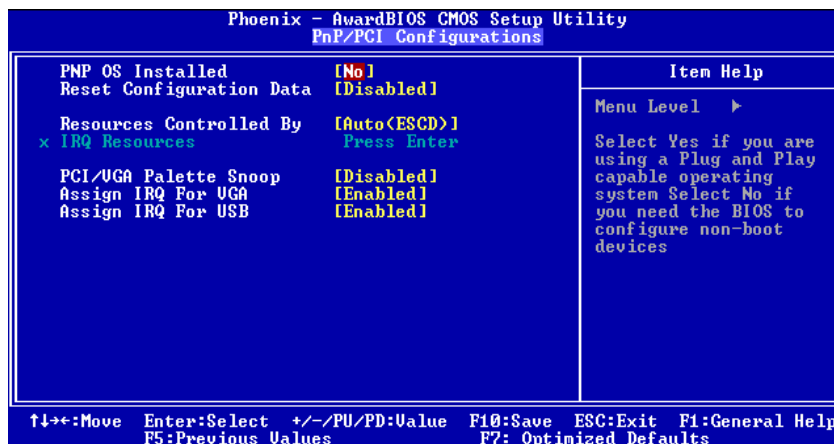 Phoenix - AwardBIOS CMOS Setup Utility
PnP/PCI Configurations
PNP OS Installed [No]
Reset Configuration Data [Disabled]
Resources Controlled By [Auto(ESCD)]
x IRQ Resources Press Enter
PCI/VGA Palette Snoop [Disabled]
Assign IRQ For VGA [Enabled]
Assign IRQ For USB [Enabled]
Item Help
Menu Level ▶
Select Yes if you are
using a Plug and Play
capable operating
system Select No if
you need the BIOS to
configure non-boot
devices
↑↓→←:Move Enter:Select +/-/PU/PD:Value F10:Save ESC:Exit F1:General Help
F5:Previous Values F7: Optimized Defaults